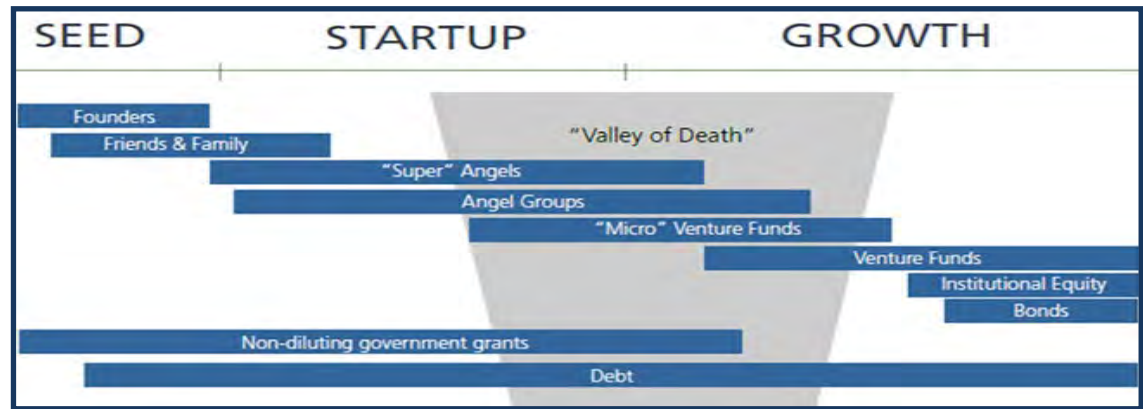 SEED STARTUP GROWTH
Founders
"Valley of Death"
Friends & Family
"Super" Angels
Angel Groups
"Micro" Venture Funds
Venture Funds
Institutional Equity
Bonds
Non-diluting government grants
Debt